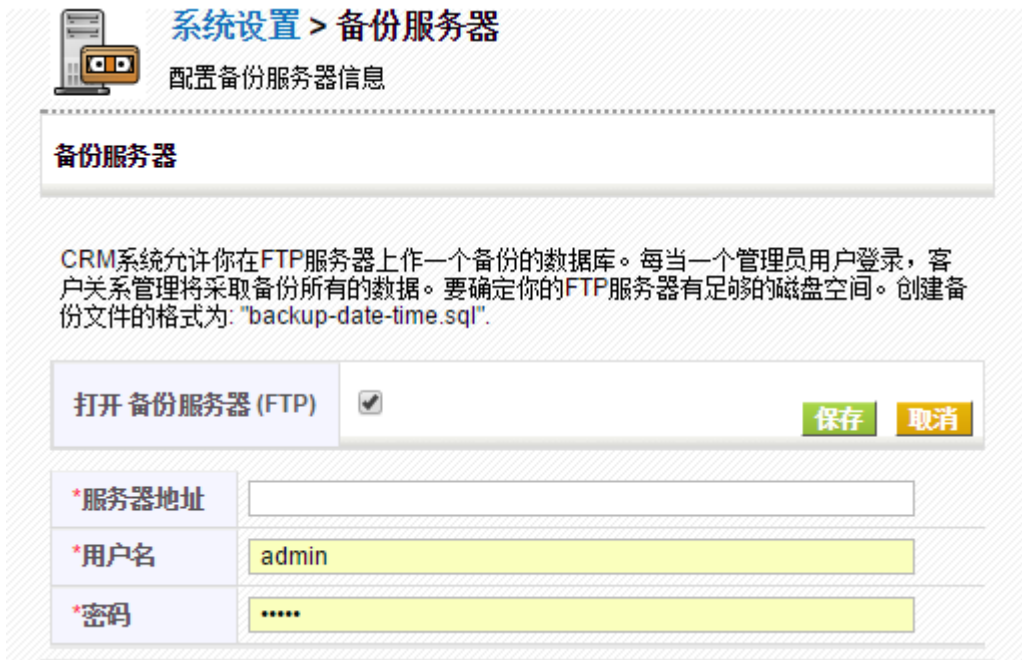 系统设置 > 备份服务器
配置备份服务器信息
备份服务器
CRM系统允许你在FTP服务器上作一个备份的数据库。每当一个管理员用户登录，客
户关系管理将采取备份所有的数据。要确定你的FTP服务器有足够的磁盘空间。创建备
份文件的格式为: "backup-date-time.sql".
打开 备份服务器 (FTP)
保存 取消
*服务器地址
*用户名 admin
*密码 •••••